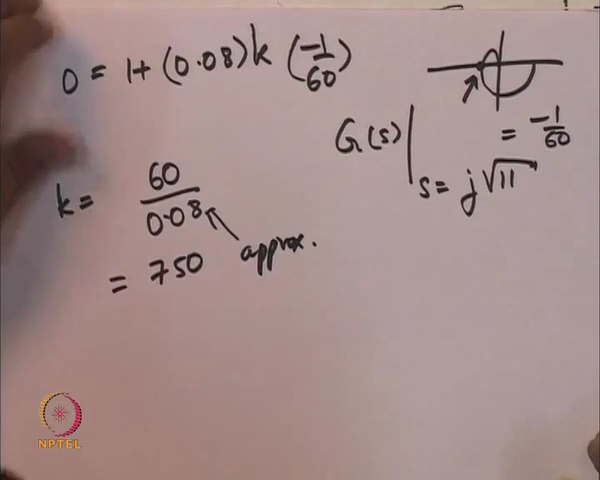 0 = 1+ (0.08)k (-1/60)
G(s)| s= j√11 = -1/60
k= 60/0.08
approx.
= 750
NPTEL